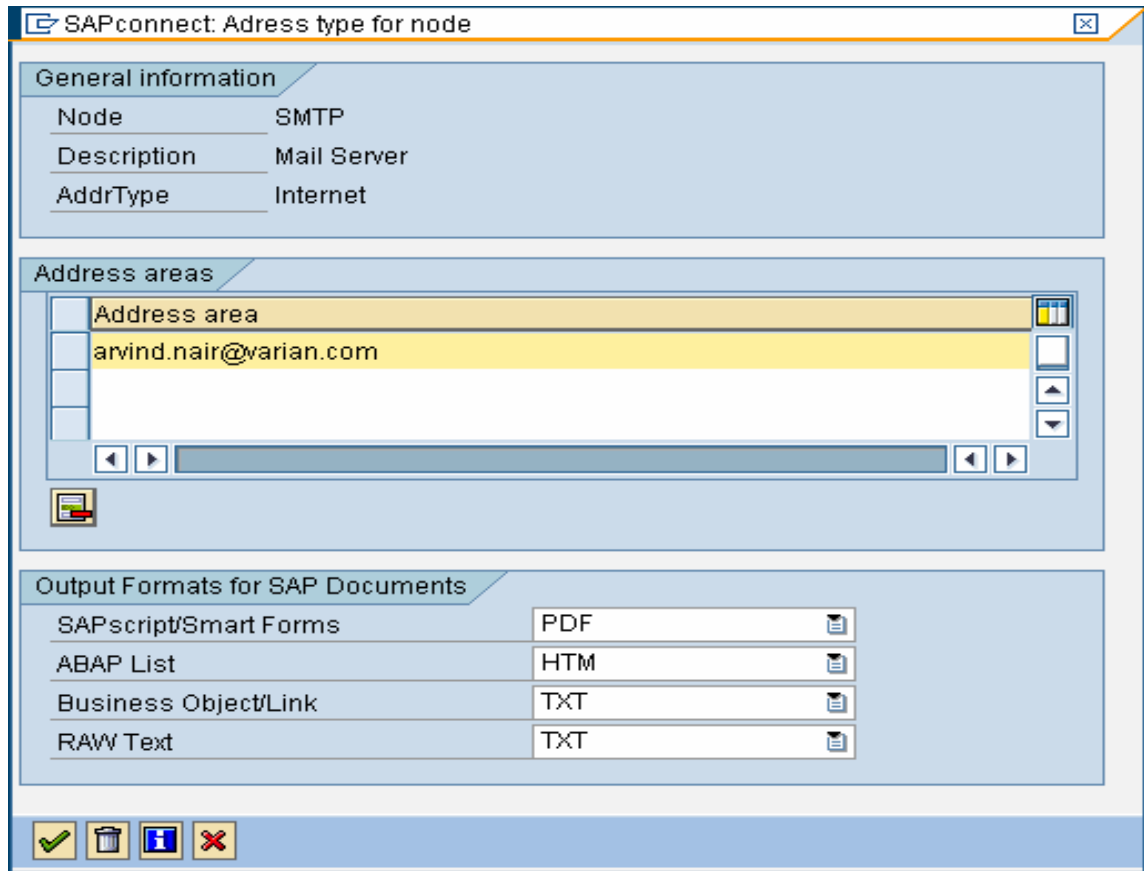 SAPconnect: Adress type for node
General information
Node SMTP
Description Mail Server
AddrType Internet
Address areas
Address area
arvind.nair@varian.com
Output Formats for SAP Documents
SAPscript/Smart Forms PDF
ABAP List HTM
Business Object/Link TXT
RAW Text TXT